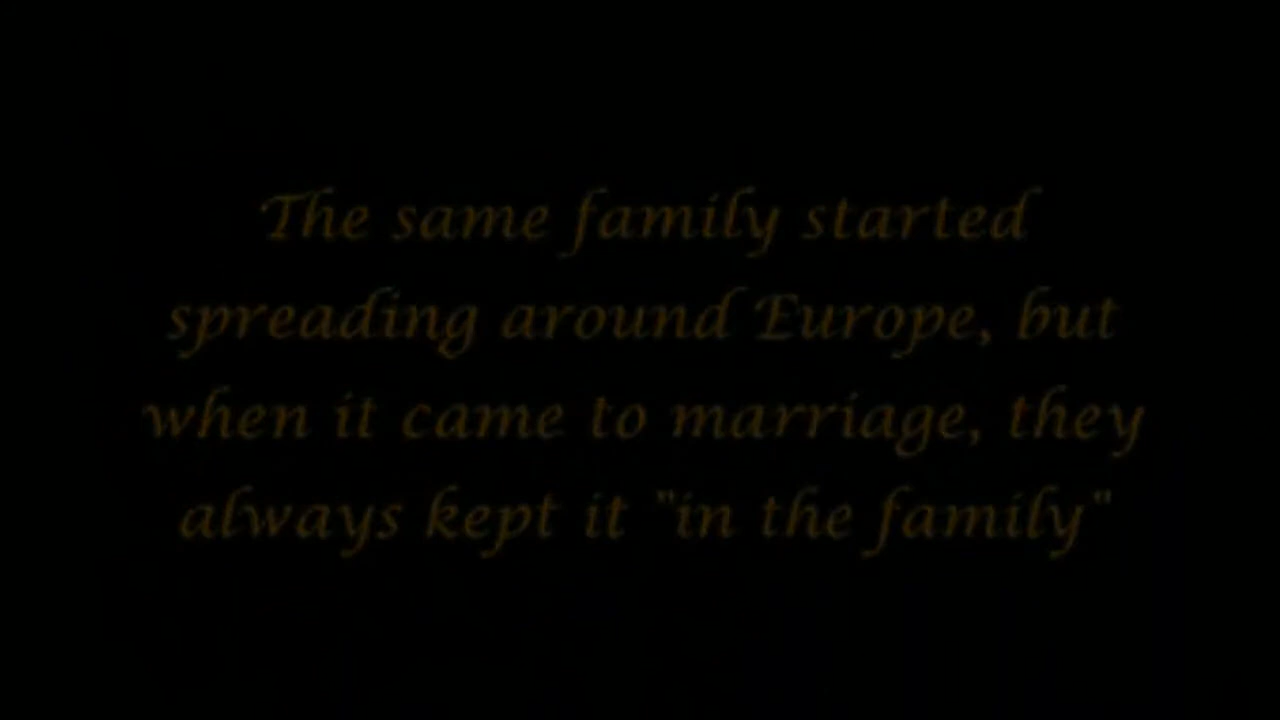 The same family started
spreading around Europe, but
when it came to marriage, they
always kept it "in the family"